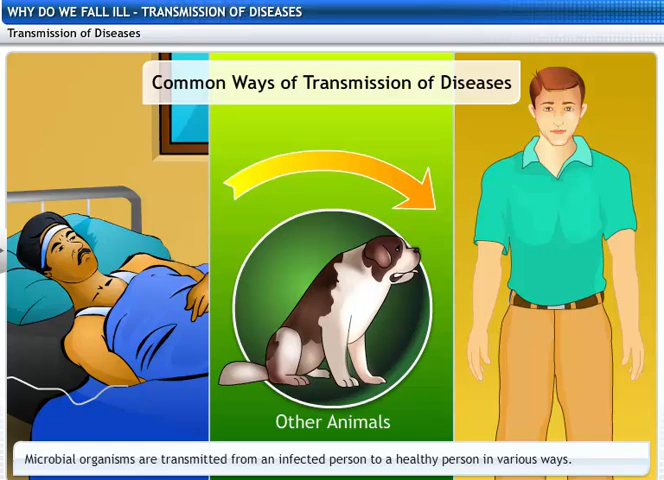 WHY DO WE FALL ILL - TRANSMISSION OF DISEASES
Transmission of Diseases
Common Ways of Transmission of Diseases
Other Animals
Microbial organisms are transmitted from an infected person to a healthy person in various ways.